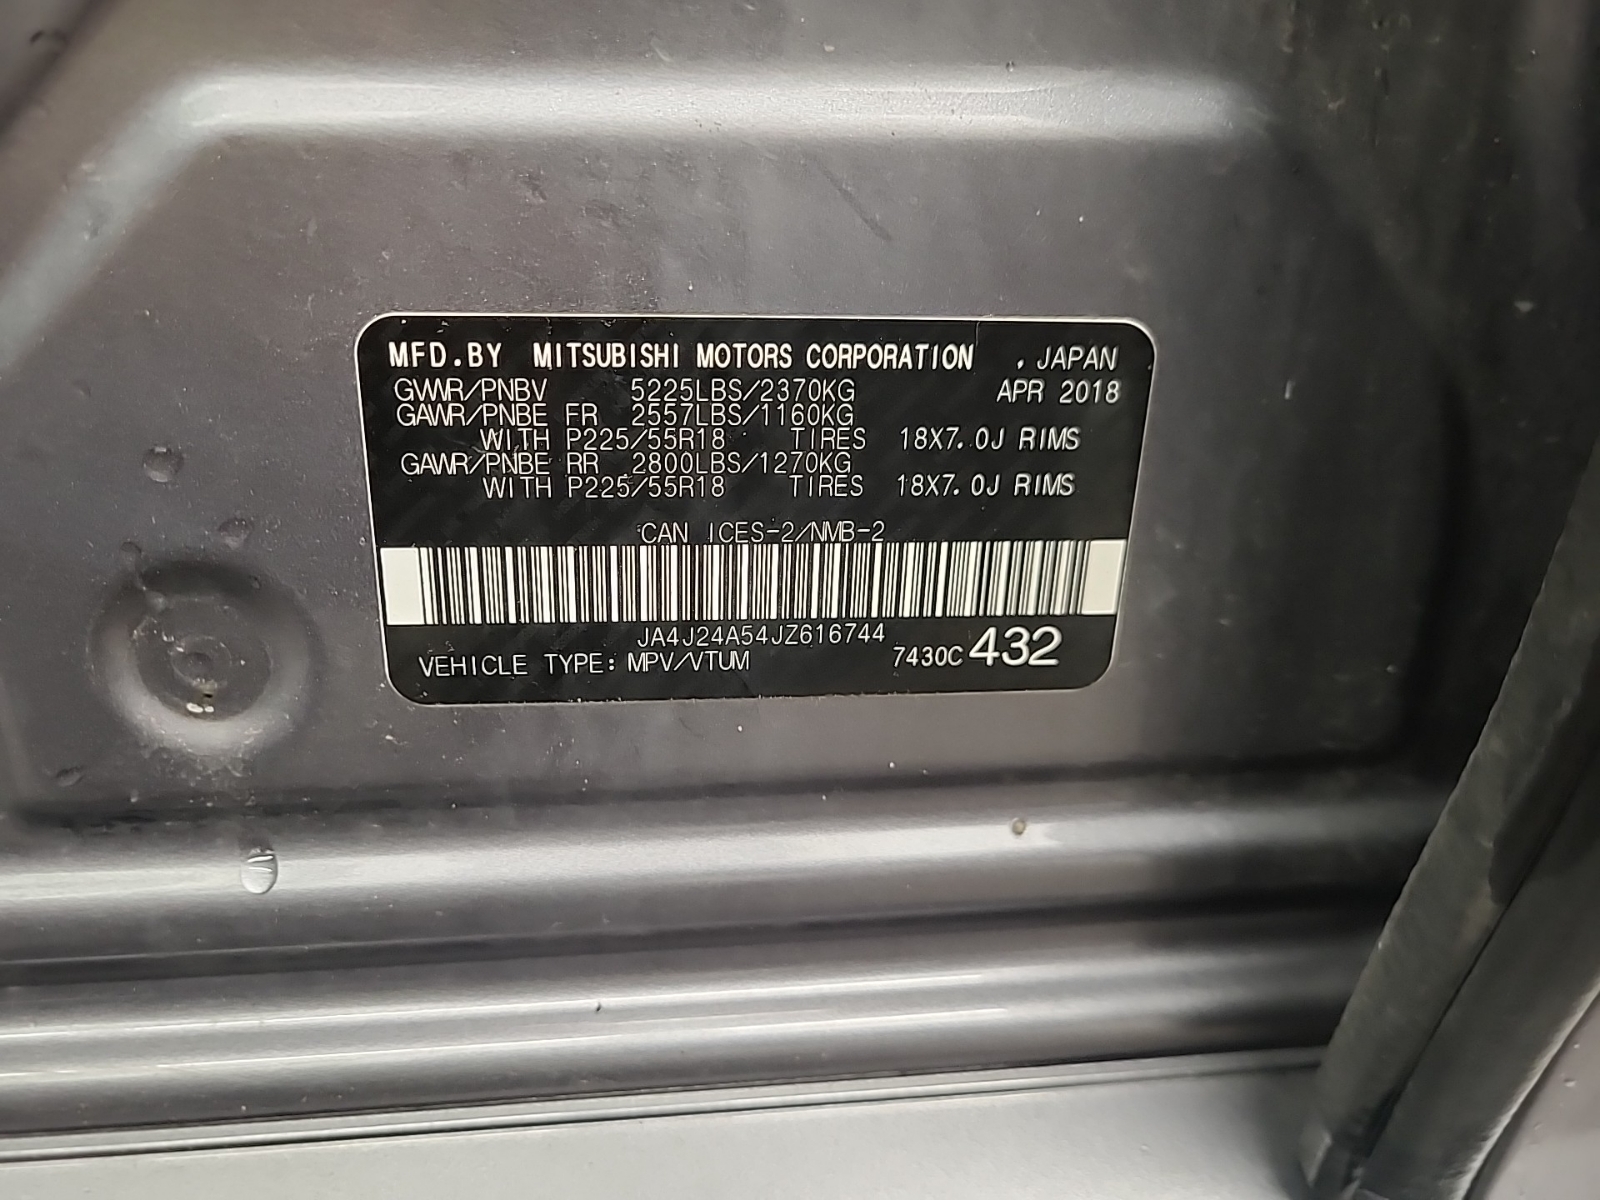 MFD.BY MITSUBISHI MOTORS CORPORATION , JAPAN
GVWR/PNBV 5225LBS/2370KG APR 2018
GAWR/PNBE FR 2557LBS/1160KG
WITH P225/55R18 TIRES 18X7.0J RIMS
GAWR/PNBE RR 2800LBS/1270KG
WITH P225/55R18 TIRES 18X7.0J RIMS
CAN ICES-2/NMB-2
JA4J24A54JZ616744
VEHICLE TYPE: MPV/VTUM 7430C 432